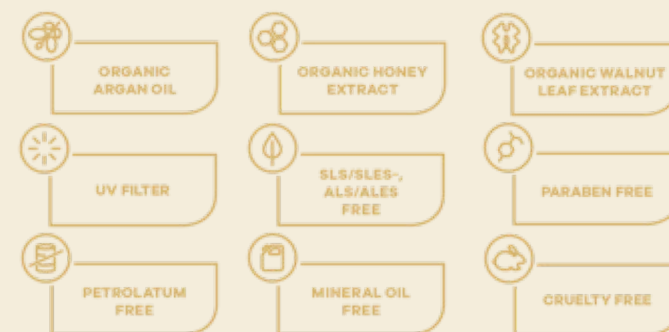 ORGANIC
ARGAN OIL
ORGANIC HONEY
EXTRACT
ORGANIC WALNUT
LEAF EXTRACT
UV FILTER
SLS/SLES-,
ALS/ALES
FREE
PARABEN FREE
PETROLATUM
FREE
MINERAL OIL
FREE
CRUELTY FREE